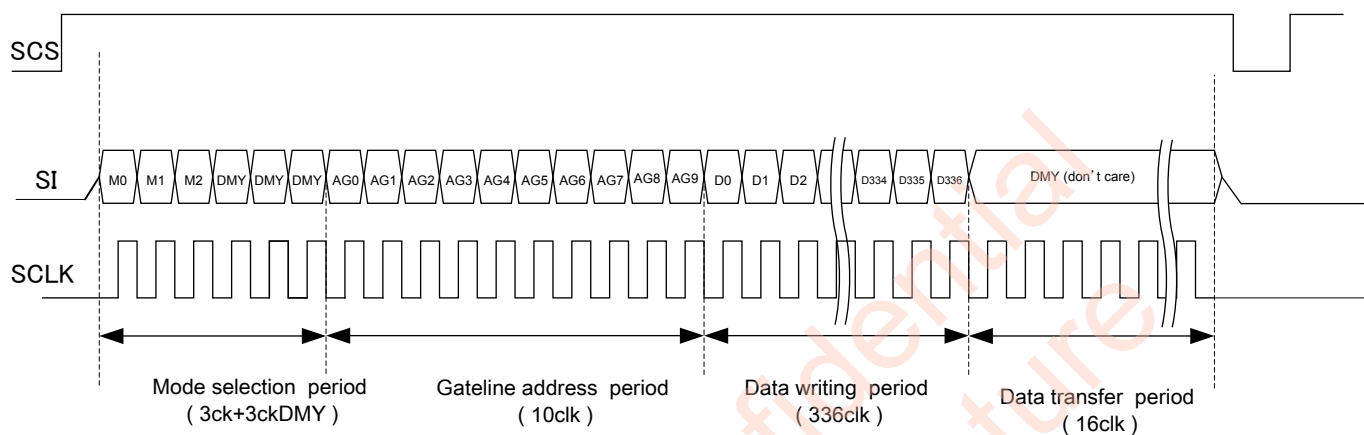 SCS
SI
M0 M1 M2 DMY DMY DMY AG0 AG1 AG2 AG3 AG4 AG5 AG6 AG7 AG8 AG9 D0 D1 D2 D334 D335 D336 DMY (don't care)
SCLK
Mode selection period
( 3ck+3ckDMY )
Gateline address period
( 10clk )
Data writing period
( 336clk )
Data transfer period
( 16clk )
fidential
ture